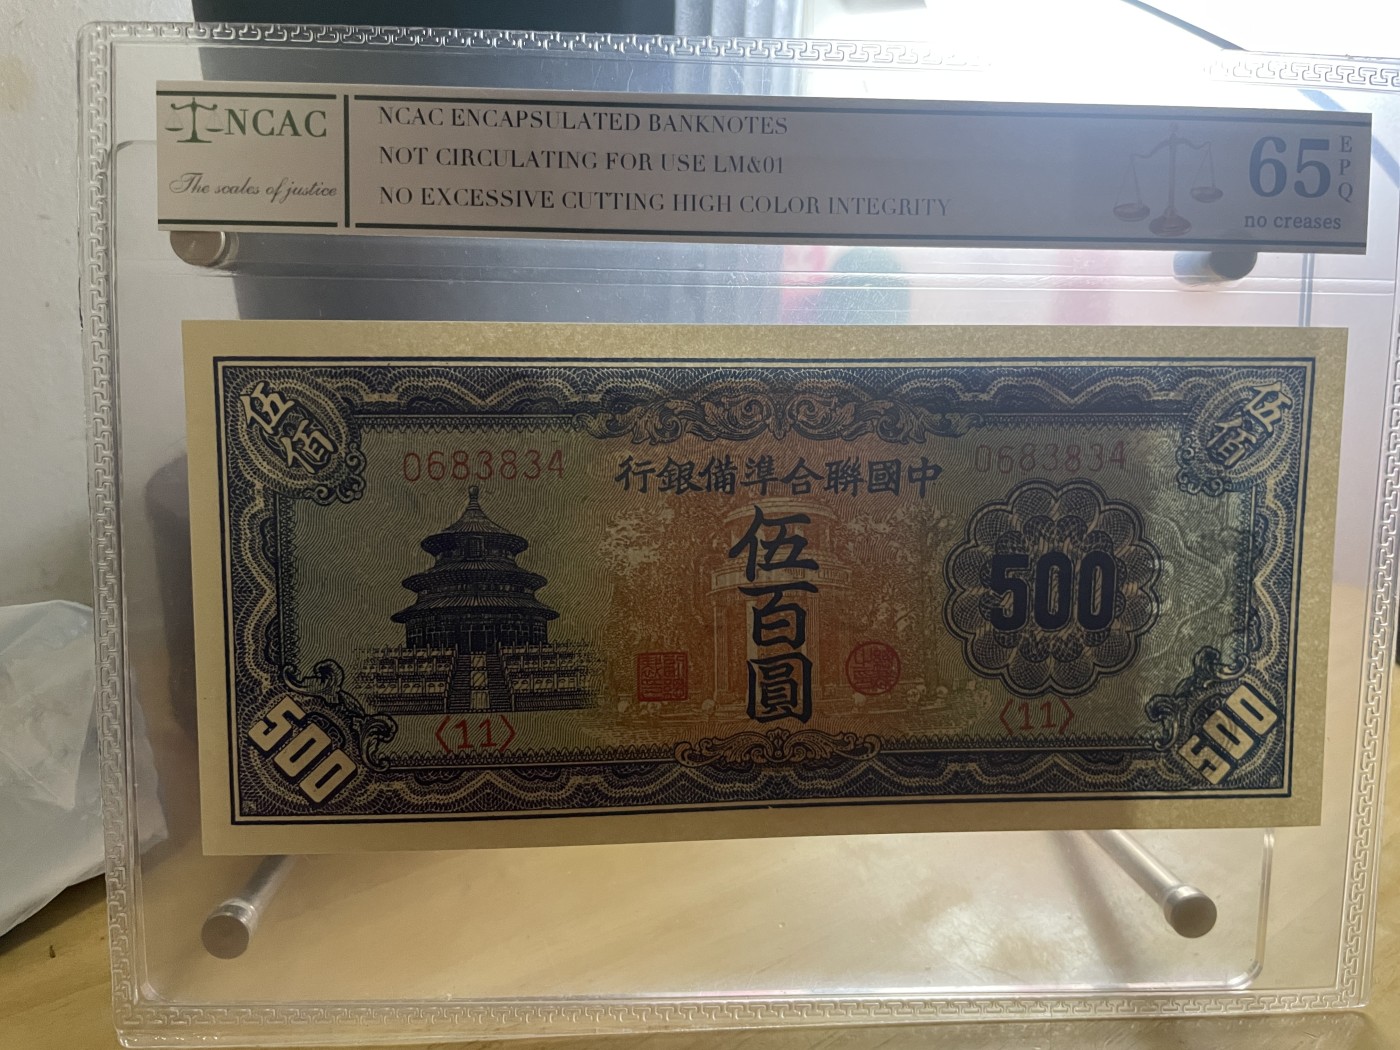 NCAC
The scales of justice
NCAC ENCAPSULATED BANKNOTES
NOT CIRCULATING FOR USE LM&01
NO EXCESSIVE CUTTING HIGH COLOR INTEGRITY
65 EPQ
no creases
伍佰
伍佰
0683834
0683834
行銀備準合聯國中
伍百圓
500
〈11〉
〈11〉
500
500